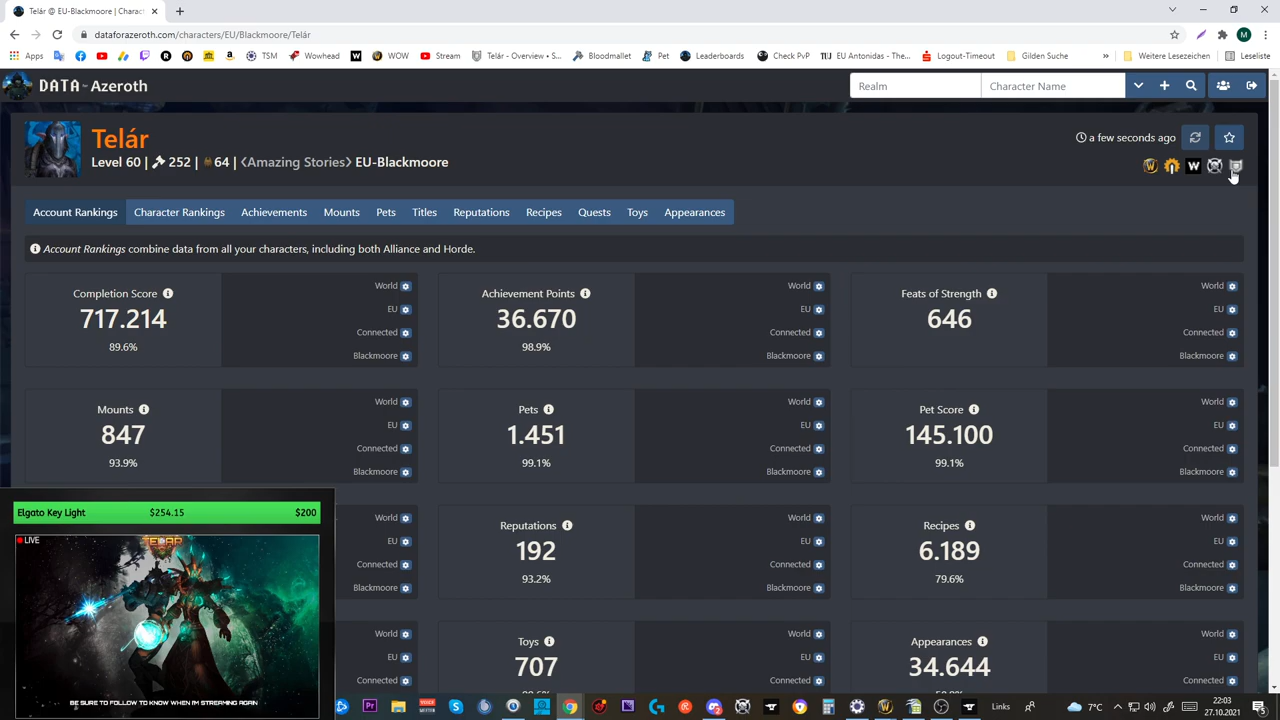 Telár @ EU-Blackmoore | Charac
dataforazeroth.com/characters/EU/Blackmoore/Telár
Apps TSM Wowhead WOW Stream Telár - Overview • S... Bloodmallet Pet Leaderboards Check PvP EU Antonidas - The... Logout-Timeout Gilden Suche » Weitere Lesezeichen Leseliste
DATA Azeroth Realm Character Name
Telár
a few seconds ago
Level 60 | 252 | 64 | <Amazing Stories> EU-Blackmoore
Account Rankings Character Rankings Achievements Mounts Pets Titles Reputations Recipes Quests Toys Appearances
Account Rankings combine data from all your characters, including both Alliance and Horde.
Completion Score
717.214
89.6%
World
EU
Connected
Blackmoore
Achievement Points
36.670
98.9%
World
EU
Connected
Blackmoore
Feats of Strength
646
World
EU
Connected
Blackmoore
Mounts
847
93.9%
World
EU
Connected
Blackmoore
Pets
1.451
99.1%
World
EU
Connected
Blackmoore
Pet Score
145.100
99.1%
World
EU
Connected
Blackmoore
World
EU
Connected
Blackmoore
Reputations
192
93.2%
World
EU
Connected
Blackmoore
Recipes
6.189
79.6%
World
EU
Connected
Blackmoore
World
EU
Connected
Toys
707
World
EU
Connected
Appearances
34.644
World
EU
Connected
Elgato Key Light $254.15 $200
LIVE
TELAR
BE SURE TO FOLLOW TO KNOW WHEN I'M STREAMING AGAIN
Links 7°C 22:03
27.10.2021